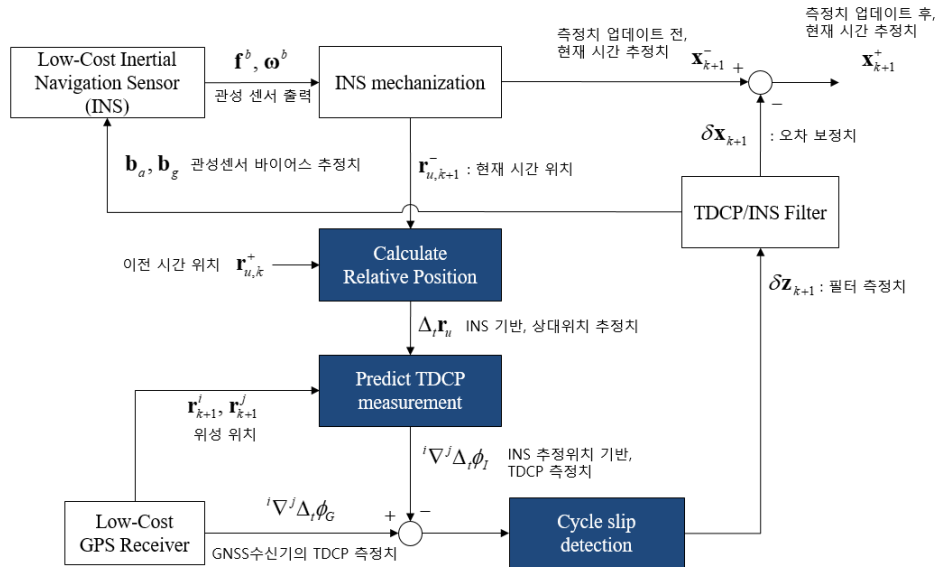 Low-Cost Inertial
Navigation Sensor
(INS)
f^b, ω^b
관성 센서 출력
INS mechanization
측정치 업데이트 전,
현재 시간 추정치
x⁻_{k+1}
+
−
측정치 업데이트 후,
현재 시간 추정치
x⁺_{k+1}
δx_{k+1} : 오차 보정치
b_a, b_g 관성센서 바이어스 추정치
r⁻_{u,k+1} : 현재 시간 위치
TDCP/INS Filter
이전 시간 위치 r⁺_{u,k}
Calculate
Relative Position
δz_{k+1} : 필터 측정치
Δ_t r_u INS 기반, 상대위치 추정치
Predict TDCP
measurement
r^i_{k+1}, r^j_{k+1}
위성 위치
^i∇^jΔ_tϕ_I
INS 추정위치 기반,
TDCP 측정치
Low-Cost
GPS Receiver
^i∇^jΔ_tϕ_G
GNSS수신기의 TDCP 측정치
+
−
Cycle slip
detection